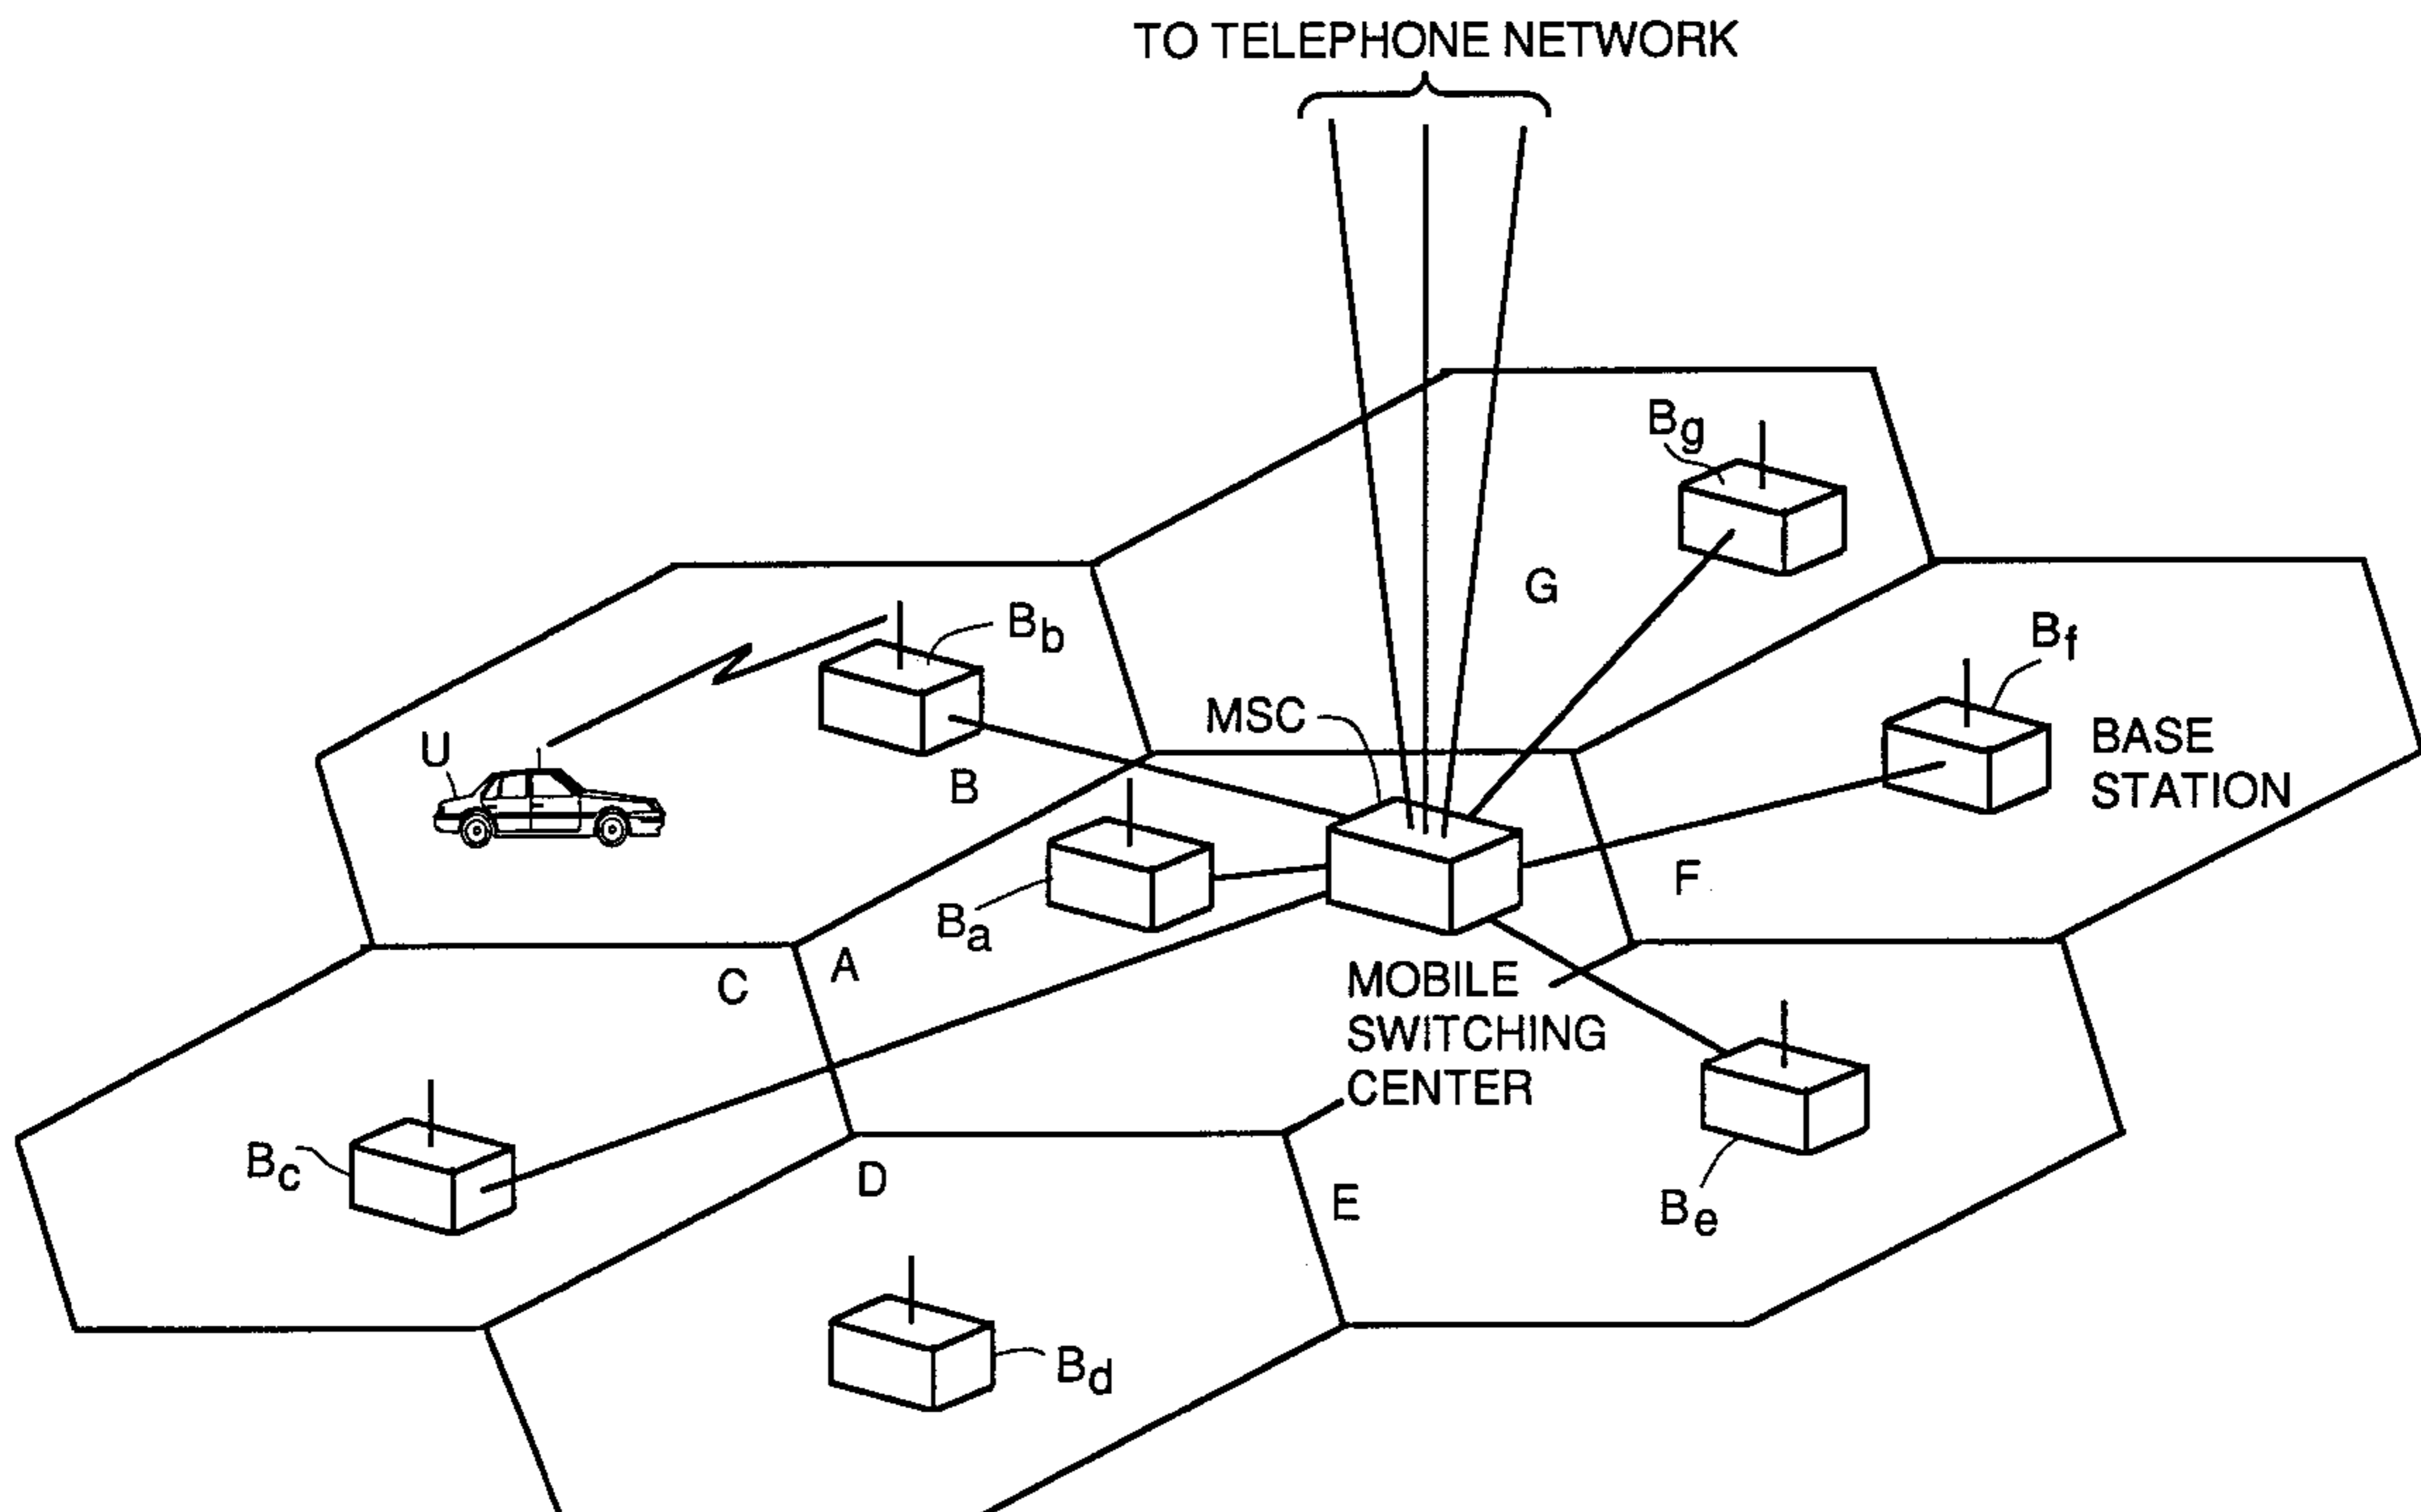 TO TELEPHONE NETWORK
Bg
G
Bb
Bf
MSC
U
BASE
STATION
B
F
Ba
A
C
MOBILE
SWITCHING
CENTER
Bc
D
E
Be
Bd